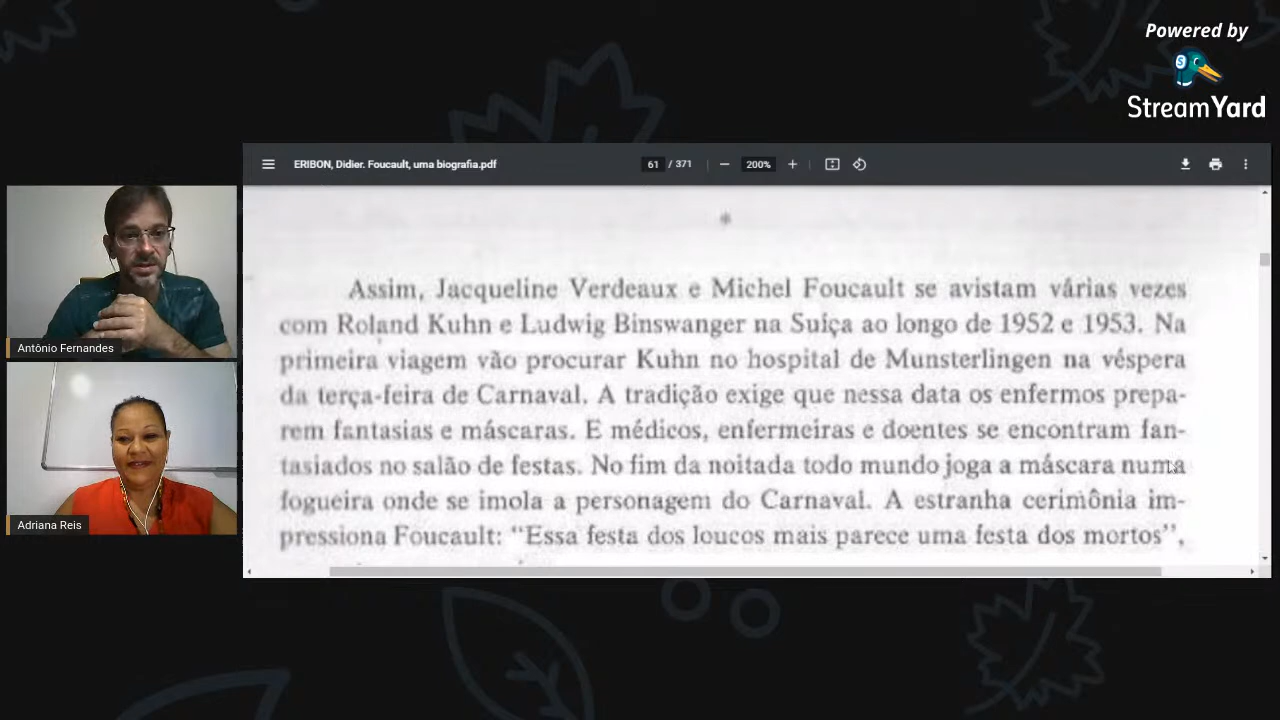 Powered by
StreamYard
ERIBON, Didier. Foucault, uma biografia.pdf
61 / 371
200%
*
Assim, Jacqueline Verdeaux e Michel Foucault se avistam várias vezes
com Roland Kuhn e Ludwig Binswanger na Suíça ao longo de 1952 e 1953. Na
primeira viagem vão procurar Kuhn no hospital de Munsterlingen na véspera
da terça-feira de Carnaval. A tradição exige que nessa data os enfermos prepa-
rem fantasias e máscaras. E médicos, enfermeiras e doentes se encontram fan-
tasiados no salão de festas. No fim da noitada todo mundo joga a máscara numa
fogueira onde se imola a personagem do Carnaval. A estranha cerimônia im-
pressiona Foucault: “Essa festa dos loucos mais parece uma festa dos mortos”,
Antônio Fernandes
Adriana Reis